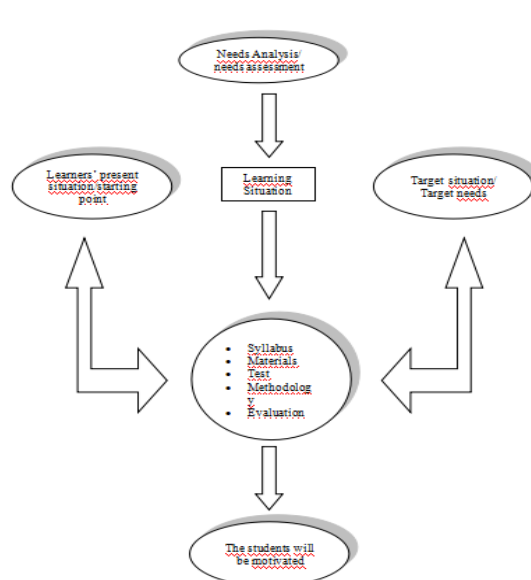 Needs Analysis/
needs assessment
Learners' present
situation/starting
point
Learning
Situation
Target situation/
Target needs
• Syllabus
• Materials
• Test
• Methodolog
y
• Evaluation
The students will
be motivated